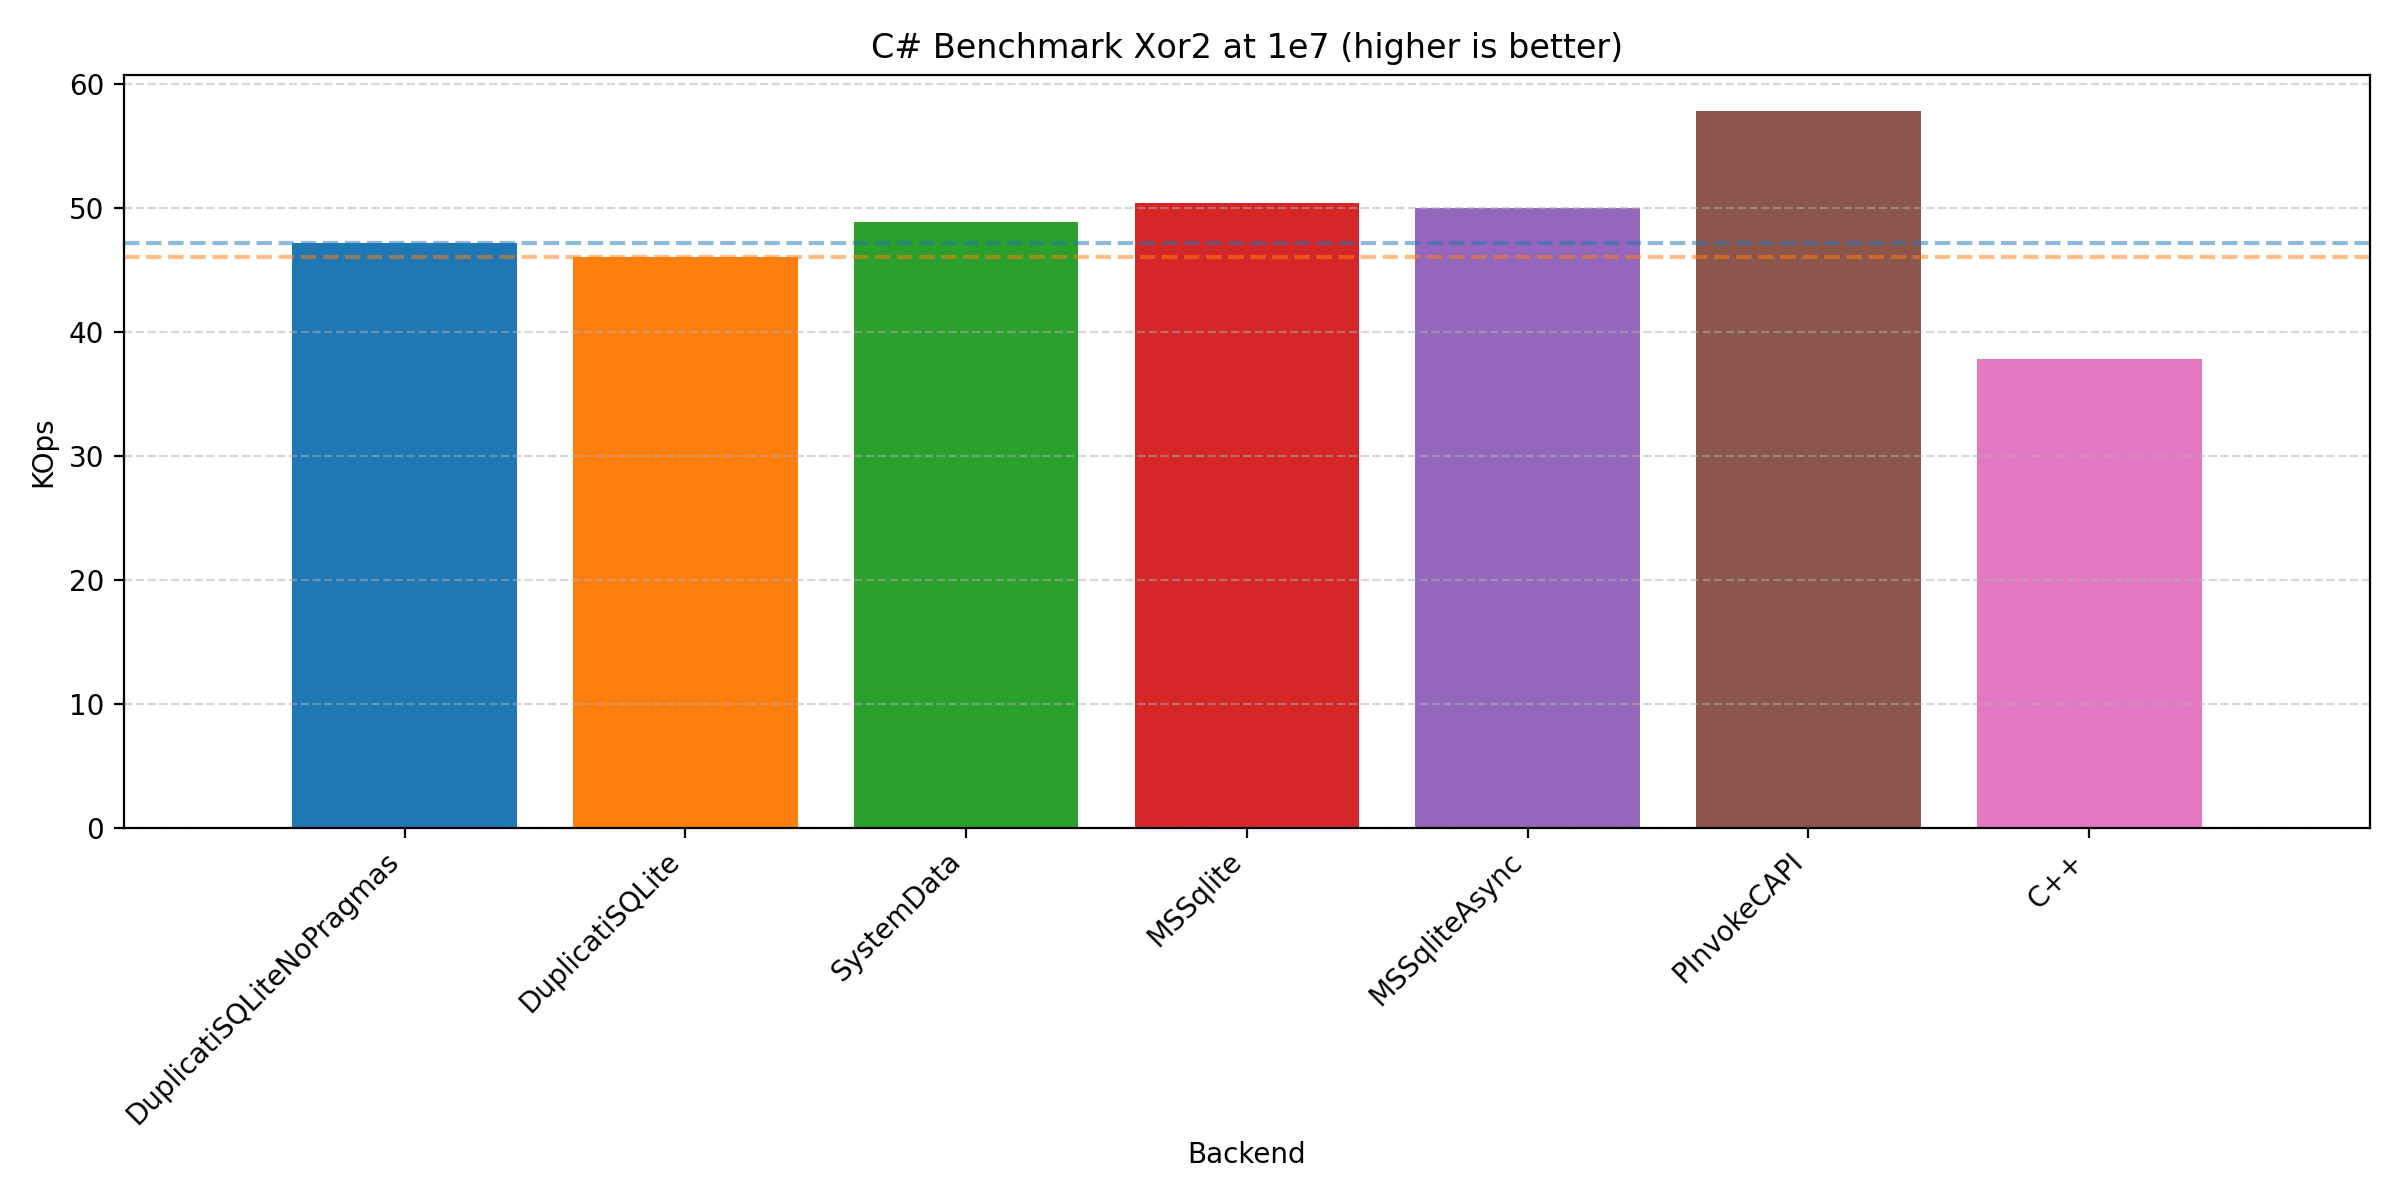 C# Benchmark Xor2 at 1e7 (higher is better)
KOps
60
50
40
30
20
10
0
DuplicatiSQLiteNoPragmas
DuplicatiSQLite
SystemData
MSSqlite
MSSqliteAsync
PInvokeCAPI
C++
Backend